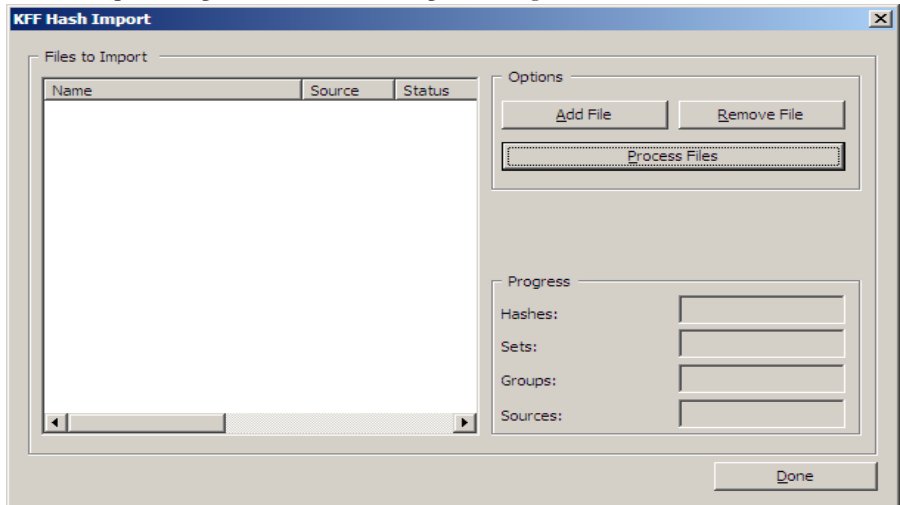 KFF Hash Import
Files to Import
Name Source Status
Options
Add File Remove File
Process Files
Progress
Hashes:
Sets:
Groups:
Sources:
Done